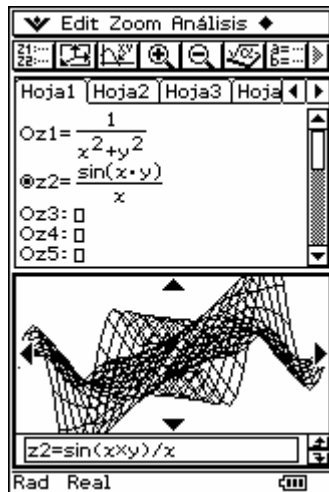 Edit Zoom Análisis
Hoja1 Hoja2 Hoja3 Hoja
z1=1/(x²+y²)
z2=sin(x·y)/x
z3:
z4:
z5:
z2=sin(x×y)/x
Rad Real